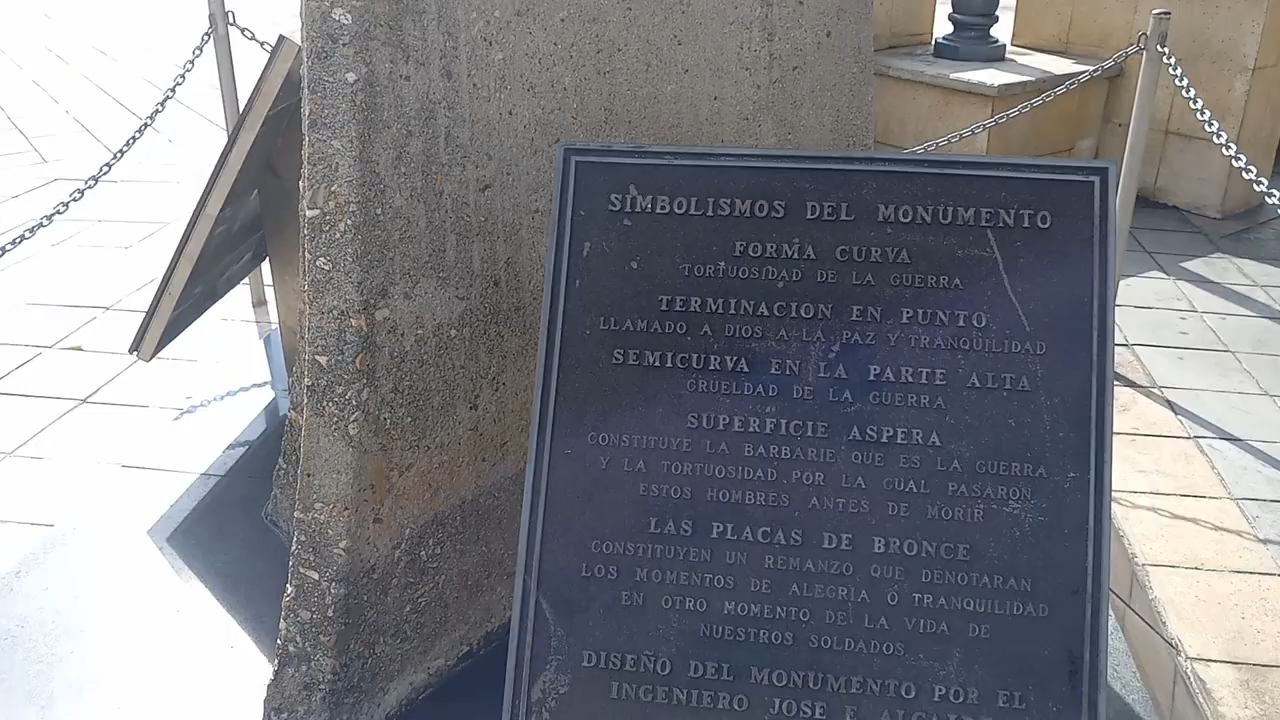 SIMBOLISMOS DEL MONUMENTO
FORMA CURVA
TORTUOSIDAD DE LA GUERRA
TERMINACION EN PUNTO
LLAMADO A DIOS A LA PAZ Y TRANQUILIDAD
SEMICURVA EN LA PARTE ALTA
CRUELDAD DE LA GUERRA
SUPERFICIE ASPERA
CONSTITUYE LA BARBARIE QUE ES LA GUERRA
Y LA TORTUOSIDAD POR LA CUAL PASARON
ESTOS HOMBRES ANTES DE MORIR
LAS PLACAS DE BRONCE
CONSTITUYEN UN REMANZO QUE DENOTARAN
LOS MOMENTOS DE ALEGRIA O TRANQUILIDAD
EN OTRO MOMENTO DE LA VIDA DE
NUESTROS SOLDADOS.
DISEÑO DEL MONUMENTO POR EL
INGENIERO JOSE E